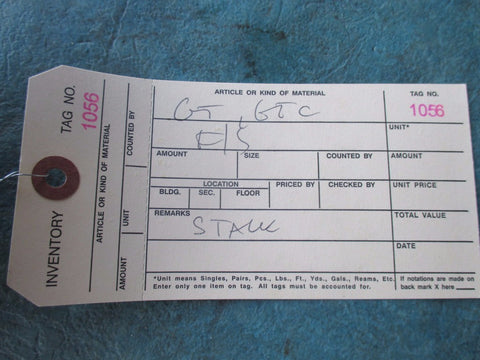 TAG NO.
1056
ARTICLE OR KIND OF MATERIAL
COUNTED BY
UNIT
AMOUNT
INVENTORY
ARTICLE OR KIND OF MATERIAL
TAG NO.
1056
GT, GTC
UNIT*
AMOUNT
SIZE
COUNTED BY
AMOUNT
LOCATION
BLDG.
SEC.
FLOOR
PRICED BY
CHECKED BY
UNIT PRICE
REMARKS
TOTAL VALUE
STALK
DATE
*Unit means Singles, Pairs, Pcs., Lbs., Ft., Yds., Gals., Reams, Etc.
Enter only one item on tag. All tags must be accounted for.
If notations are made on
back mark X here